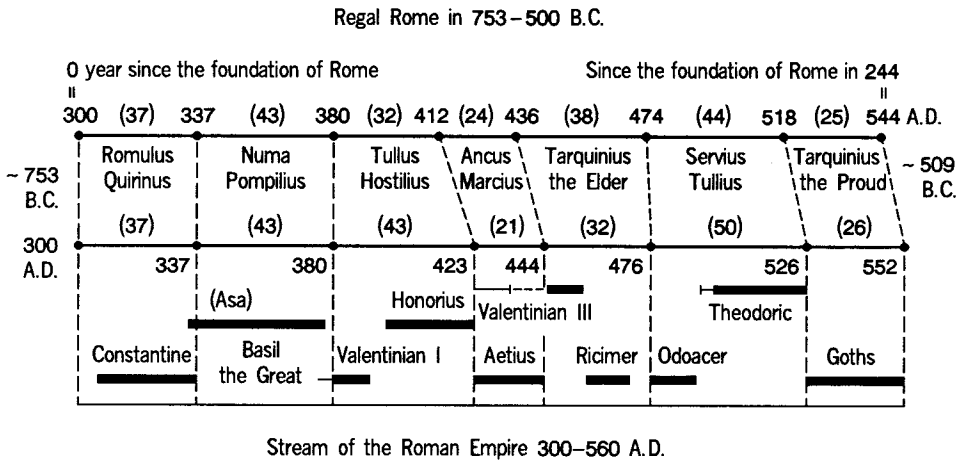 Regal Rome in 753–500 B.C.
0 year since the foundation of Rome Since the foundation of Rome in 244
300 (37) 337 (43) 380 (32) 412 (24) 436 (38) 474 (44) 518 (25) 544 A.D.
~ 753 B.C.
Romulus Quirinus
Numa Pompilius
Tullus Hostilius
Ancus Marcius
Tarquinius the Elder
Servius Tullius
Tarquinius the Proud
~ 509 B.C.
(37) (43) (43) (21) (32) (50) (26)
300 A.D.
337 380 423 444 476 526 552
(Asa) Honorius Valentinian III Theodoric
Constantine
Basil the Great
Valentinian I Aetius Ricimer Odoacer Goths
Stream of the Roman Empire 300–560 A.D.